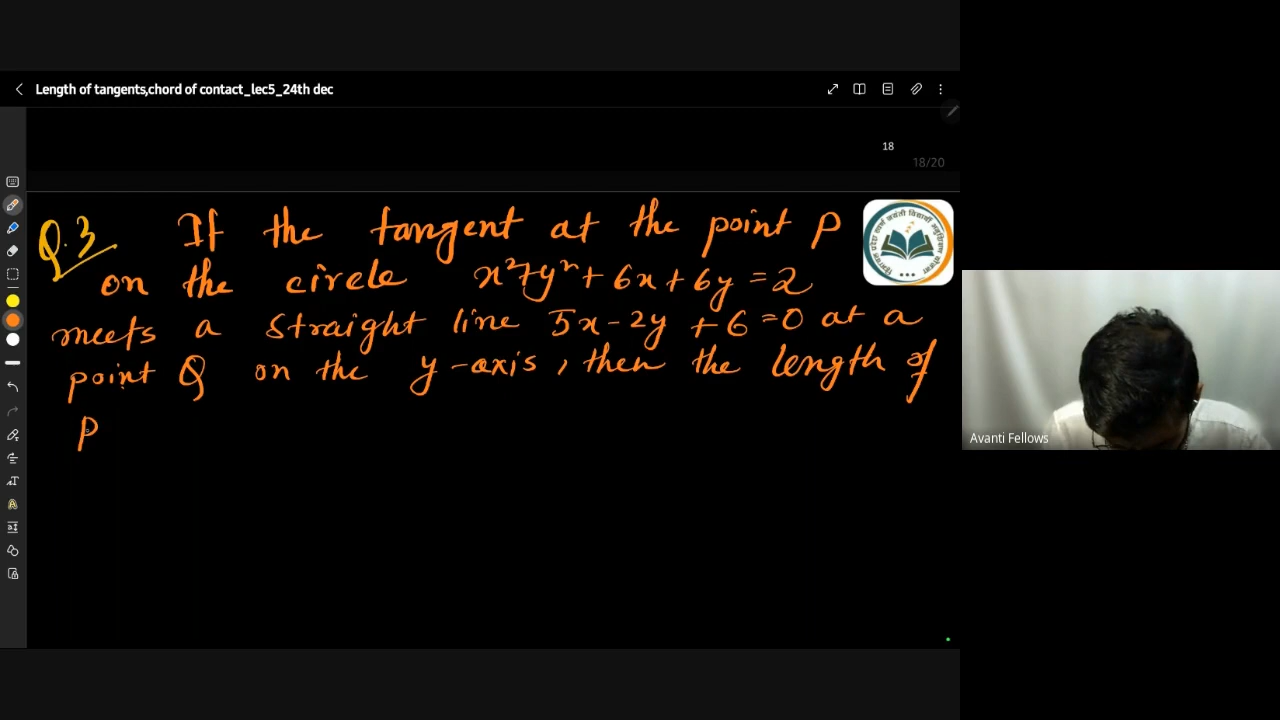 Length of tangents,chord of contact_lec5_24th dec
18
18/20
Q.3 If the tangent at the point P
on the circle x²+y²+6x+6y=2
meets a straight line 5x-2y+6=0 at a
point Q on the y-axis, then the length of
P
Avanti Fellows